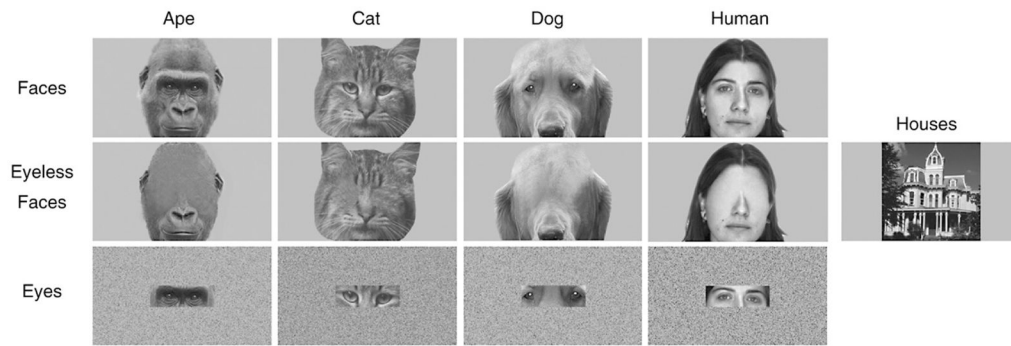 Ape Cat Dog Human
Faces
Houses
Eyeless
Faces
Eyes